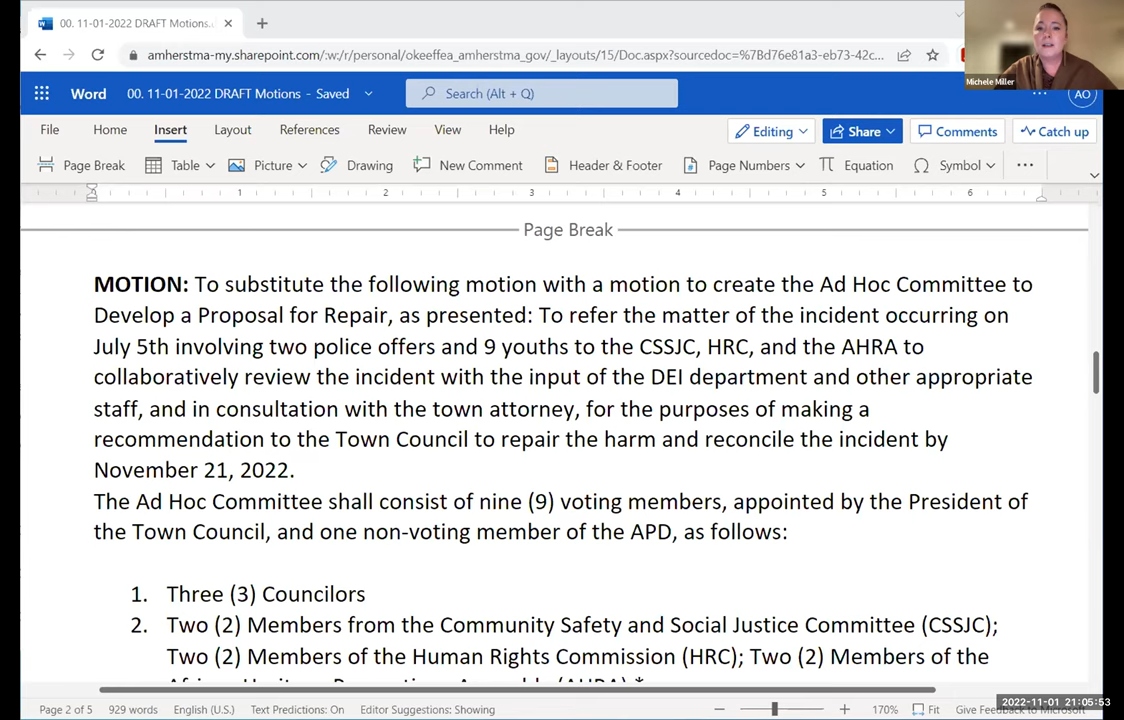 00. 11-01-2022 DRAFT Motions.
amherstma-my.sharepoint.com/:w:/r/personal/okeeffea_amherstma_gov/_layouts/15/Doc.aspx?sourcedoc=%7Bd76e81a3-eb73-42c...
Michele Miller
Word 00. 11-01-2022 DRAFT Motions - Saved Search (Alt + Q) AO
File Home Insert Layout References Review View Help Editing Share Comments Catch up
Page Break Table Picture Drawing New Comment Header & Footer Page Numbers Equation Symbol
1 2 3 4 5 6
Page Break
MOTION: To substitute the following motion with a motion to create the Ad Hoc Committee to
Develop a Proposal for Repair, as presented: To refer the matter of the incident occurring on
July 5th involving two police offers and 9 youths to the CSSJC, HRC, and the AHRA to
collaboratively review the incident with the input of the DEI department and other appropriate
staff, and in consultation with the town attorney, for the purposes of making a
recommendation to the Town Council to repair the harm and reconcile the incident by
November 21, 2022.
The Ad Hoc Committee shall consist of nine (9) voting members, appointed by the President of
the Town Council, and one non-voting member of the APD, as follows:
1. Three (3) Councilors
2. Two (2) Members from the Community Safety and Social Justice Committee (CSSJC);
Two (2) Members of the Human Rights Commission (HRC); Two (2) Members of the
2022-11-01 21:05:53
Page 2 of 5 929 words English (U.S.) Text Predictions: On Editor Suggestions: Showing 170% Fit Give Feedback to Microsoft